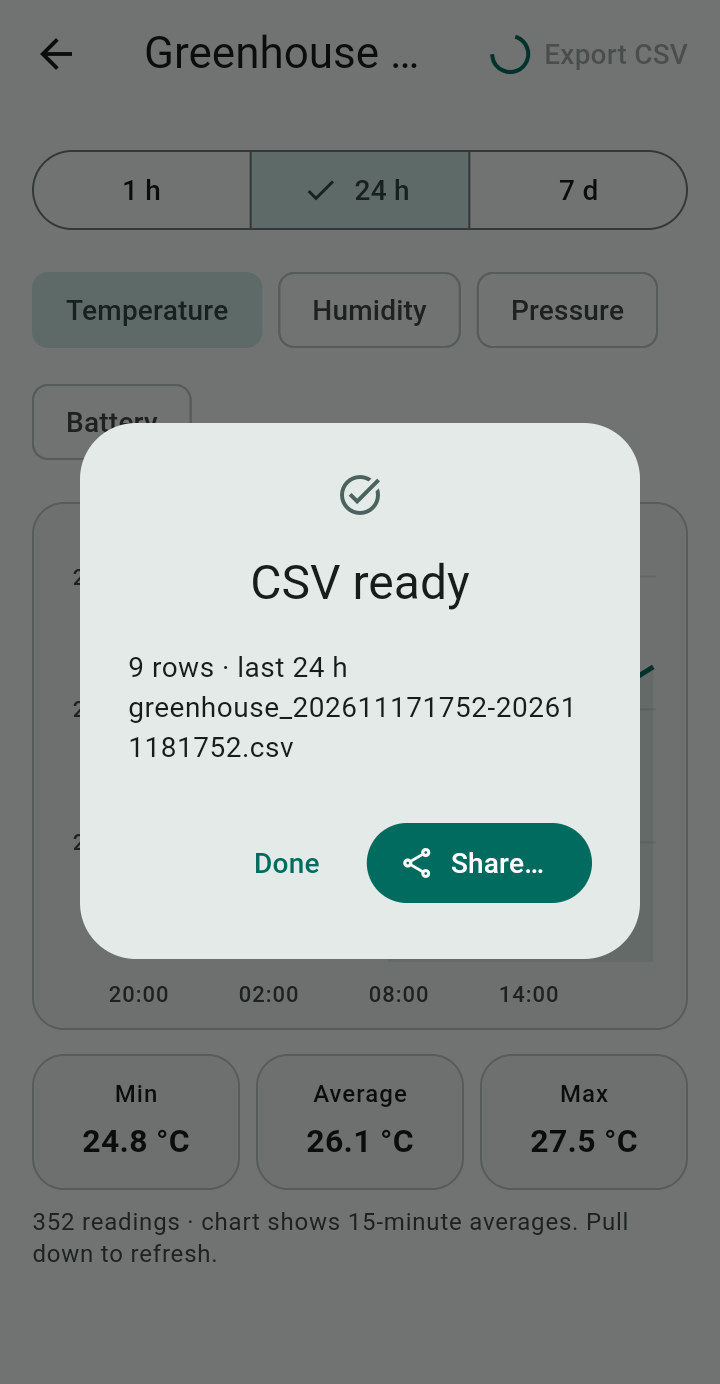 Greenhouse …
Export CSV
1 h
24 h
7 d
Temperature
Humidity
Pressure
Battery
CSV ready
9 rows · last 24 h
greenhouse_202611171752-20261
1181752.csv
Done
Share…
20:00
02:00
08:00
14:00
Min
Average
Max
24.8 °C
26.1 °C
27.5 °C
352 readings · chart shows 15-minute averages. Pull
down to refresh.